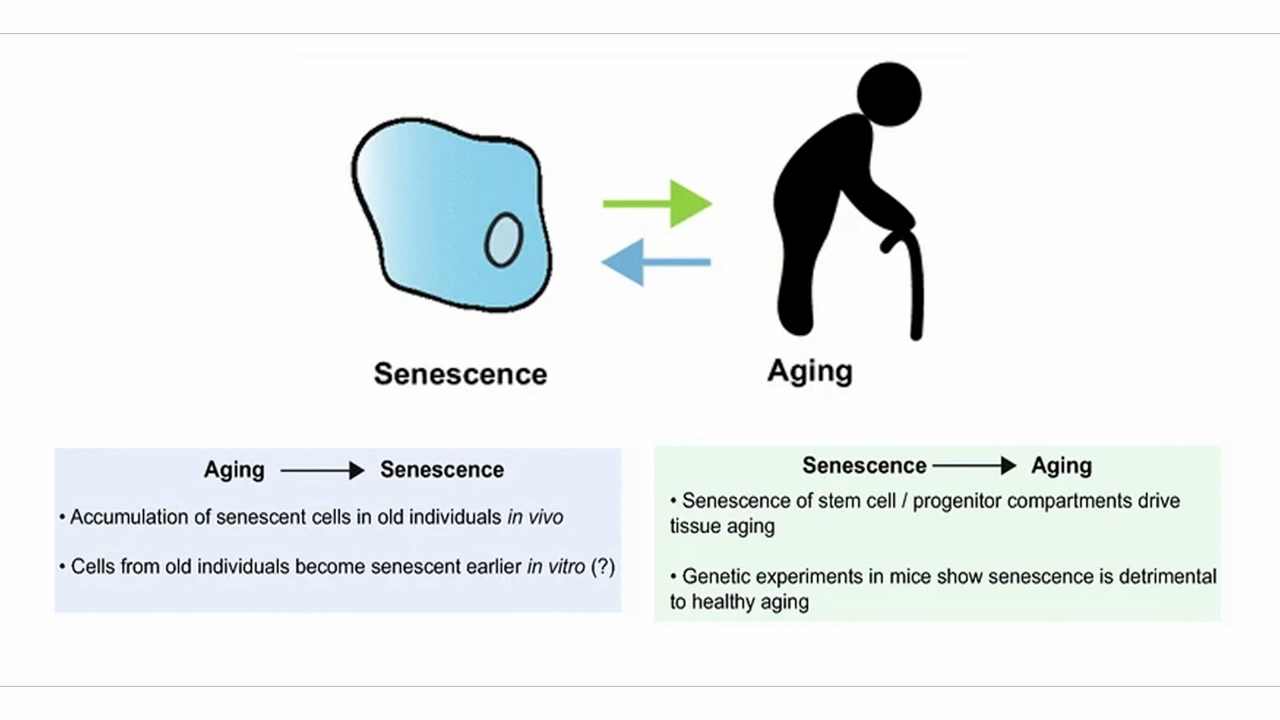 Senescence
Aging
Aging → Senescence
• Accumulation of senescent cells in old individuals in vivo
• Cells from old individuals become senescent earlier in vitro (?)
Senescence → Aging
• Senescence of stem cell / progenitor compartments drive
tissue aging
• Genetic experiments in mice show senescence is detrimental
to healthy aging